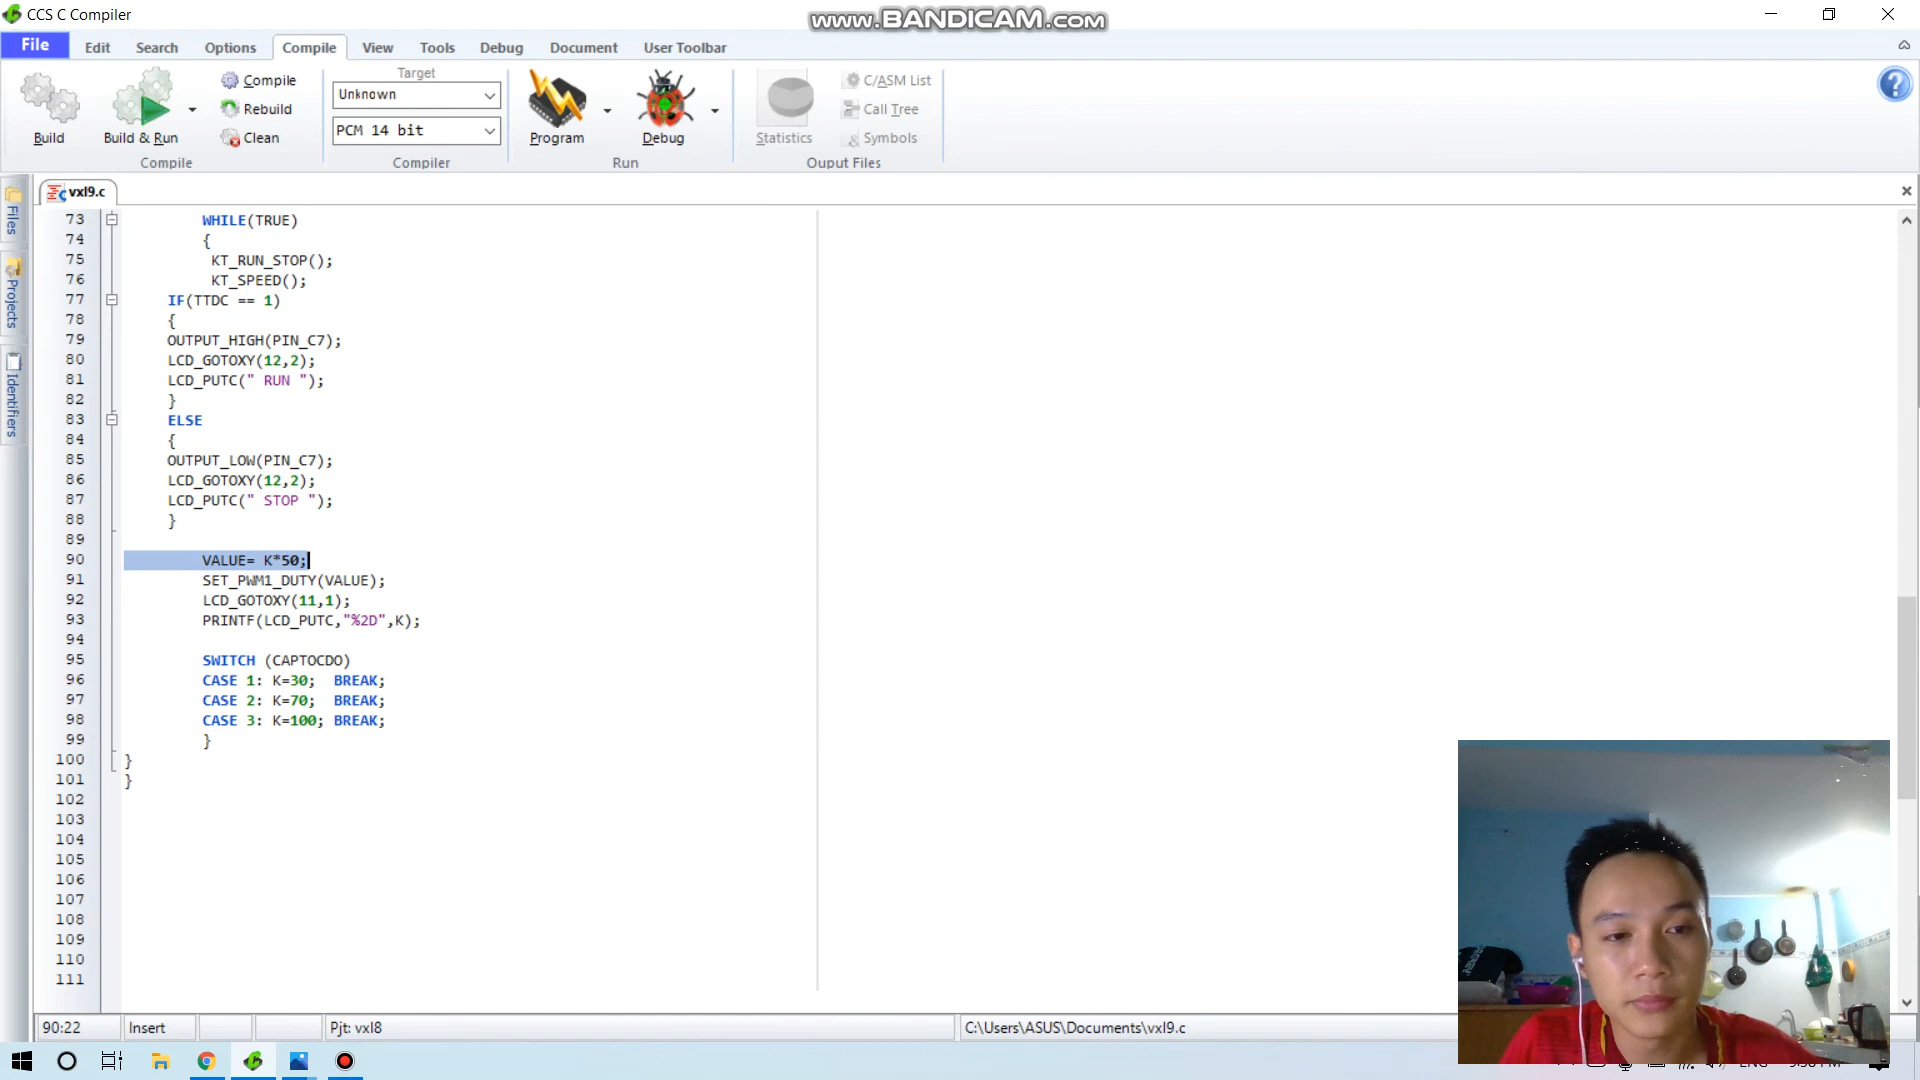 CCS C Compiler
www.BANDICAM.com
File Edit Search Options Compile View Tools Debug Document User Toolbar
Build
Build & Run
Compile
Rebuild
Clean
Compile
Target
Unknown
PCM 14 bit
Compiler
Program
Debug
Run
Statistics
C/ASM List
Call Tree
Symbols
Ouput Files
Files
Projects
Identifiers
vxl9.c
73 WHILE(TRUE)
74 {
75 KT_RUN_STOP();
76 KT_SPEED();
77 IF(TTDC == 1)
78 {
79 OUTPUT_HIGH(PIN_C7);
80 LCD_GOTOXY(12,2);
81 LCD_PUTC(" RUN ");
82 }
83 ELSE
84 {
85 OUTPUT_LOW(PIN_C7);
86 LCD_GOTOXY(12,2);
87 LCD_PUTC(" STOP ");
88 }
89
90 VALUE= K*50;
91 SET_PWM1_DUTY(VALUE);
92 LCD_GOTOXY(11,1);
93 PRINTF(LCD_PUTC,"%2D",K);
94
95 SWITCH (CAPTOCDO)
96 CASE 1: K=30; BREAK;
97 CASE 2: K=70; BREAK;
98 CASE 3: K=100; BREAK;
99 }
100 }
101 }
102
103
104
105
106
107
108
109
110
111
90:22 Insert Pjt: vxl8 C:\Users\ASUS\Documents\vxl9.c